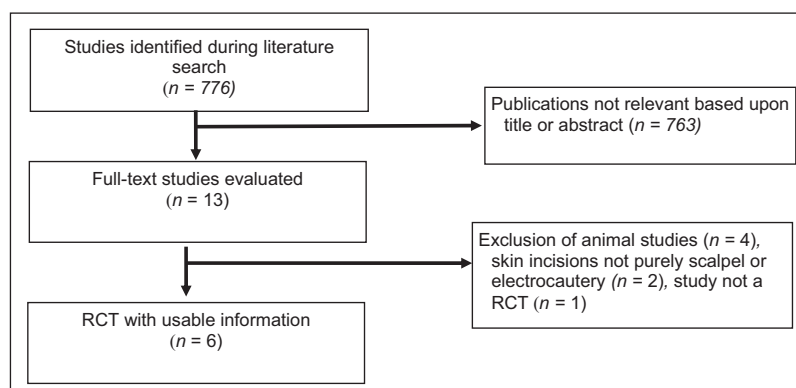 Studies identified during literature
search
(n = 776)
Publications not relevant based upon
title or abstract (n = 763)
Full-text studies evaluated
(n = 13)
Exclusion of animal studies (n = 4),
skin incisions not purely scalpel or
electrocautery (n = 2), study not a
RCT (n = 1)
RCT with usable information
(n = 6)